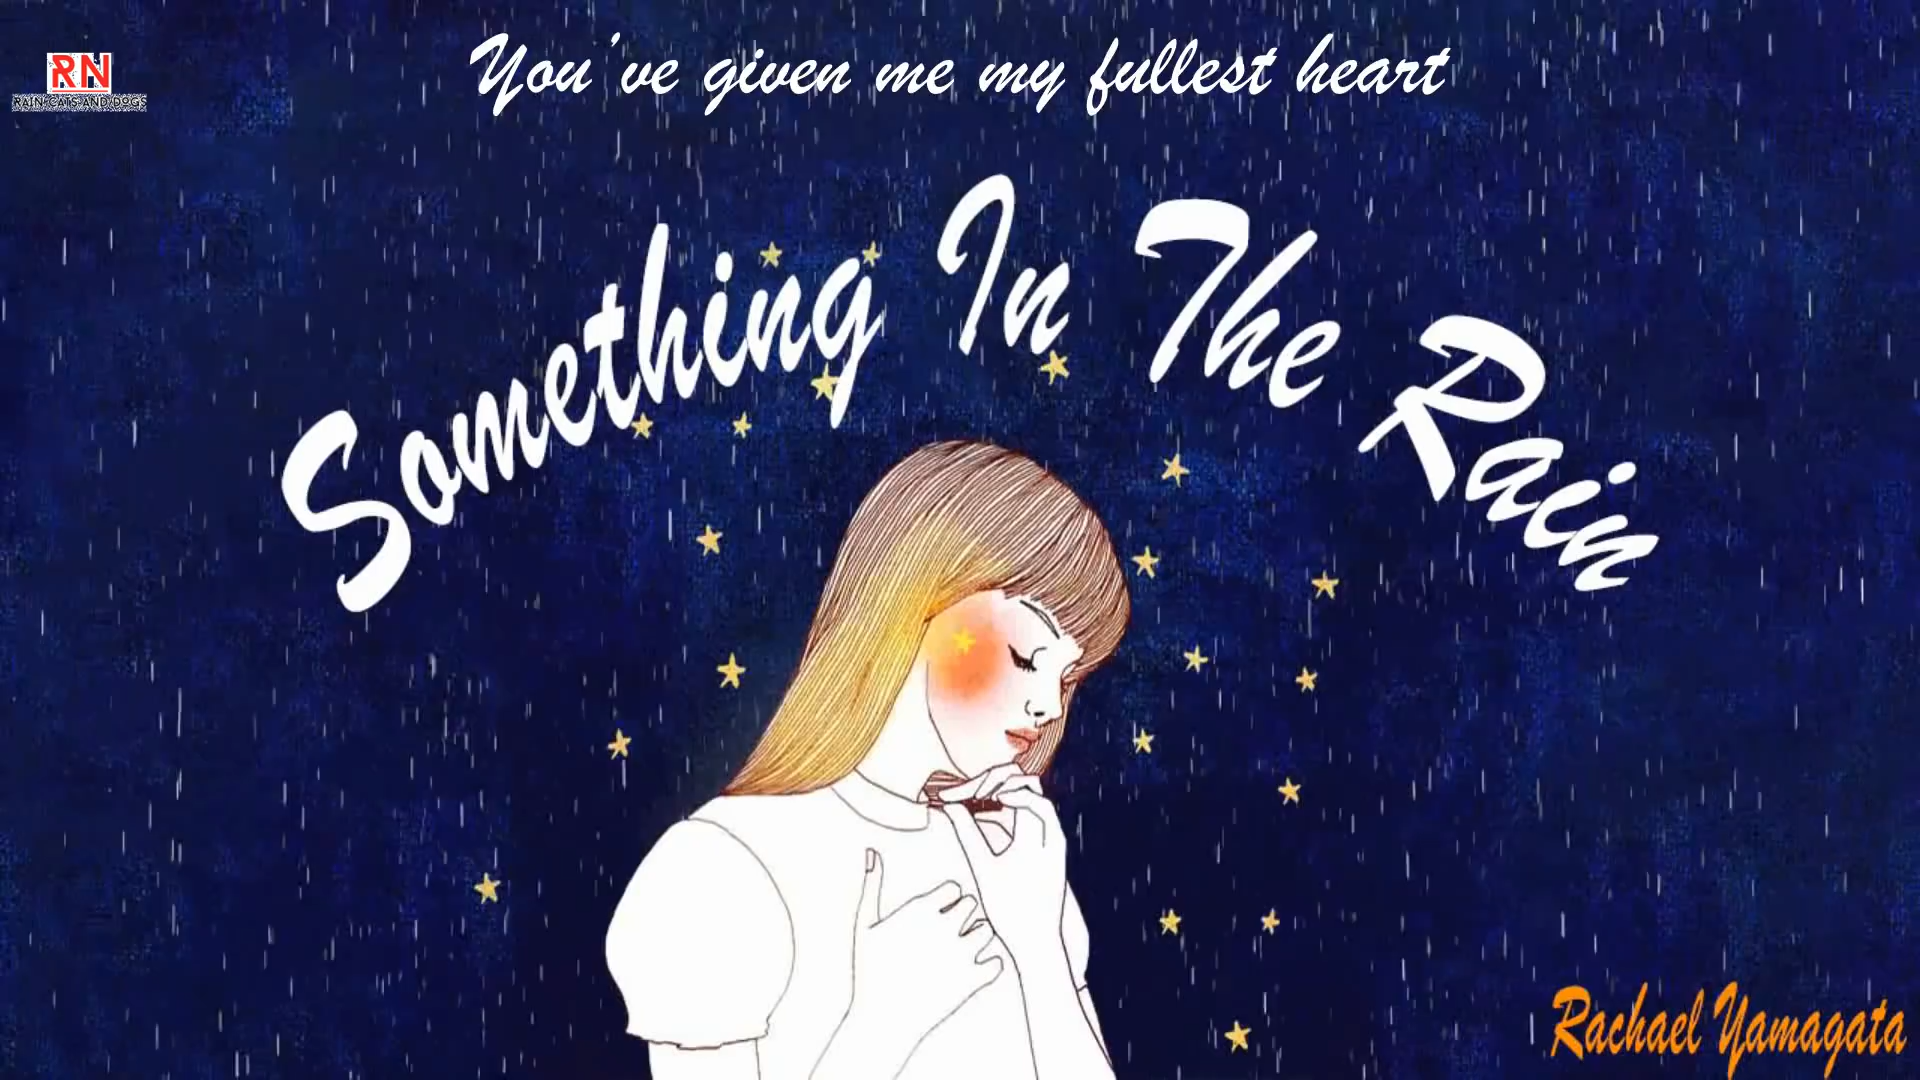 You've given me my fullest heart
RN
RAIN CATS AND DOGS
Something In The Rain
Rachael Yamagata